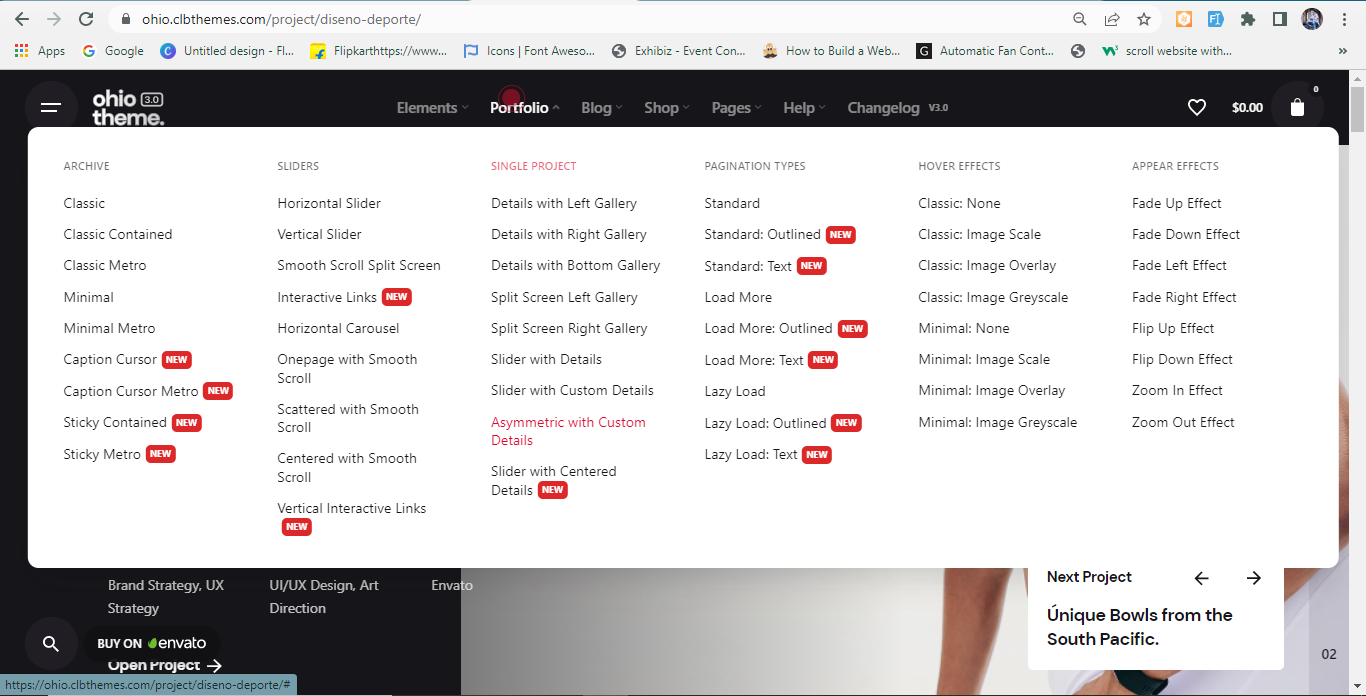 ohio.clbthemes.com/project/diseno-deporte/
Apps Google Untitled design - Fl... Flipkarthttps://www... Icons | Font Aweso... Exhibiz - Event Con... How to Build a Web... G Automatic Fan Cont... scroll website with... »
ohio 3.0
theme.
Elements Portfolio Blog Shop Pages Help Changelog V3.0 $0.00 0
ARCHIVE
Classic
Classic Contained
Classic Metro
Minimal
Minimal Metro
Caption Cursor NEW
Caption Cursor Metro NEW
Sticky Contained NEW
Sticky Metro NEW
SLIDERS
Horizontal Slider
Vertical Slider
Smooth Scroll Split Screen
Interactive Links NEW
Horizontal Carousel
Onepage with Smooth
Scroll
Scattered with Smooth
Scroll
Centered with Smooth
Scroll
Vertical Interactive Links
NEW
SINGLE PROJECT
Details with Left Gallery
Details with Right Gallery
Details with Bottom Gallery
Split Screen Left Gallery
Split Screen Right Gallery
Slider with Details
Slider with Custom Details
Asymmetric with Custom
Details
Slider with Centered
Details NEW
PAGINATION TYPES
Standard
Standard: Outlined NEW
Standard: Text NEW
Load More
Load More: Outlined NEW
Load More: Text NEW
Lazy Load
Lazy Load: Outlined NEW
Lazy Load: Text NEW
HOVER EFFECTS
Classic: None
Classic: Image Scale
Classic: Image Overlay
Classic: Image Greyscale
Minimal: None
Minimal: Image Scale
Minimal: Image Overlay
Minimal: Image Greyscale
APPEAR EFFECTS
Fade Up Effect
Fade Down Effect
Fade Left Effect
Fade Right Effect
Flip Up Effect
Flip Down Effect
Zoom In Effect
Zoom Out Effect
Brand Strategy, UX
Strategy
UI/UX Design, Art
Direction
Envato
BUY ON envato
Open Project
Next Project
Únique Bowls from the
South Pacific.
02
https://ohio.clbthemes.com/project/diseno-deporte/#